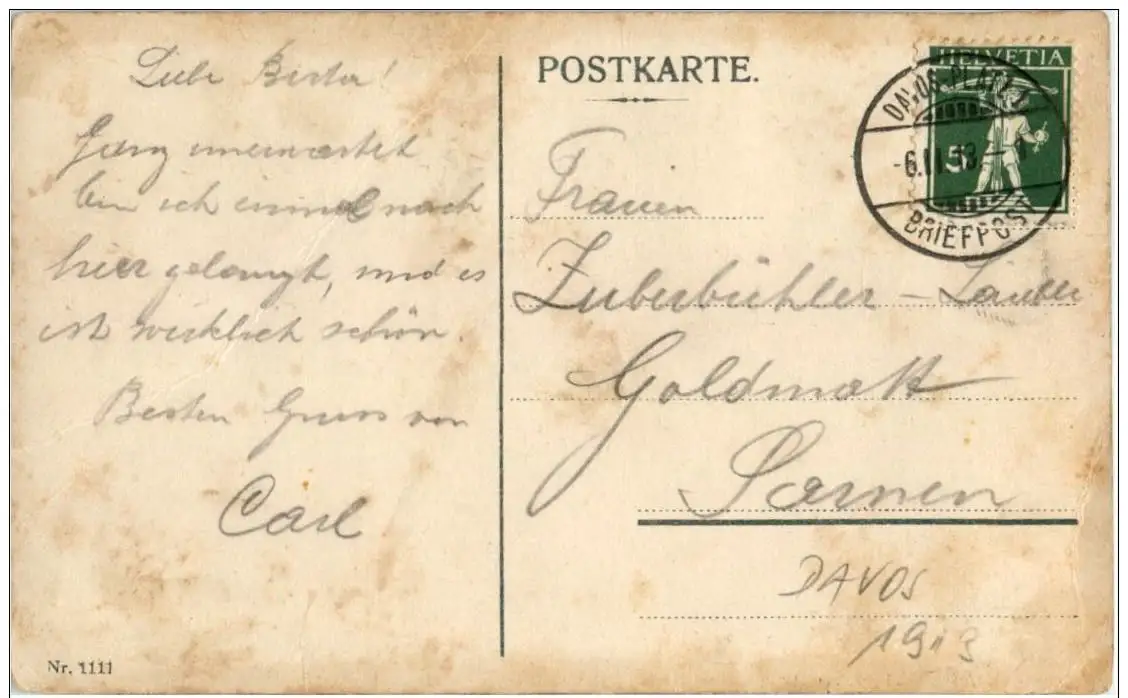 Liebe Berta!
Ganz unerwartet
bin ich einmal nach
hier gelangt, und es
ist wirklich schön.
Besten Gruss von
Carl
Nr. 1111
POSTKARTE.
HELVETIA
5
DAVOS-PLATZ
-6.II.13.-
BRIEFPOST
Frauen
Zuberbühler-
Goldmatt
Sarnen
DAVOS
1913